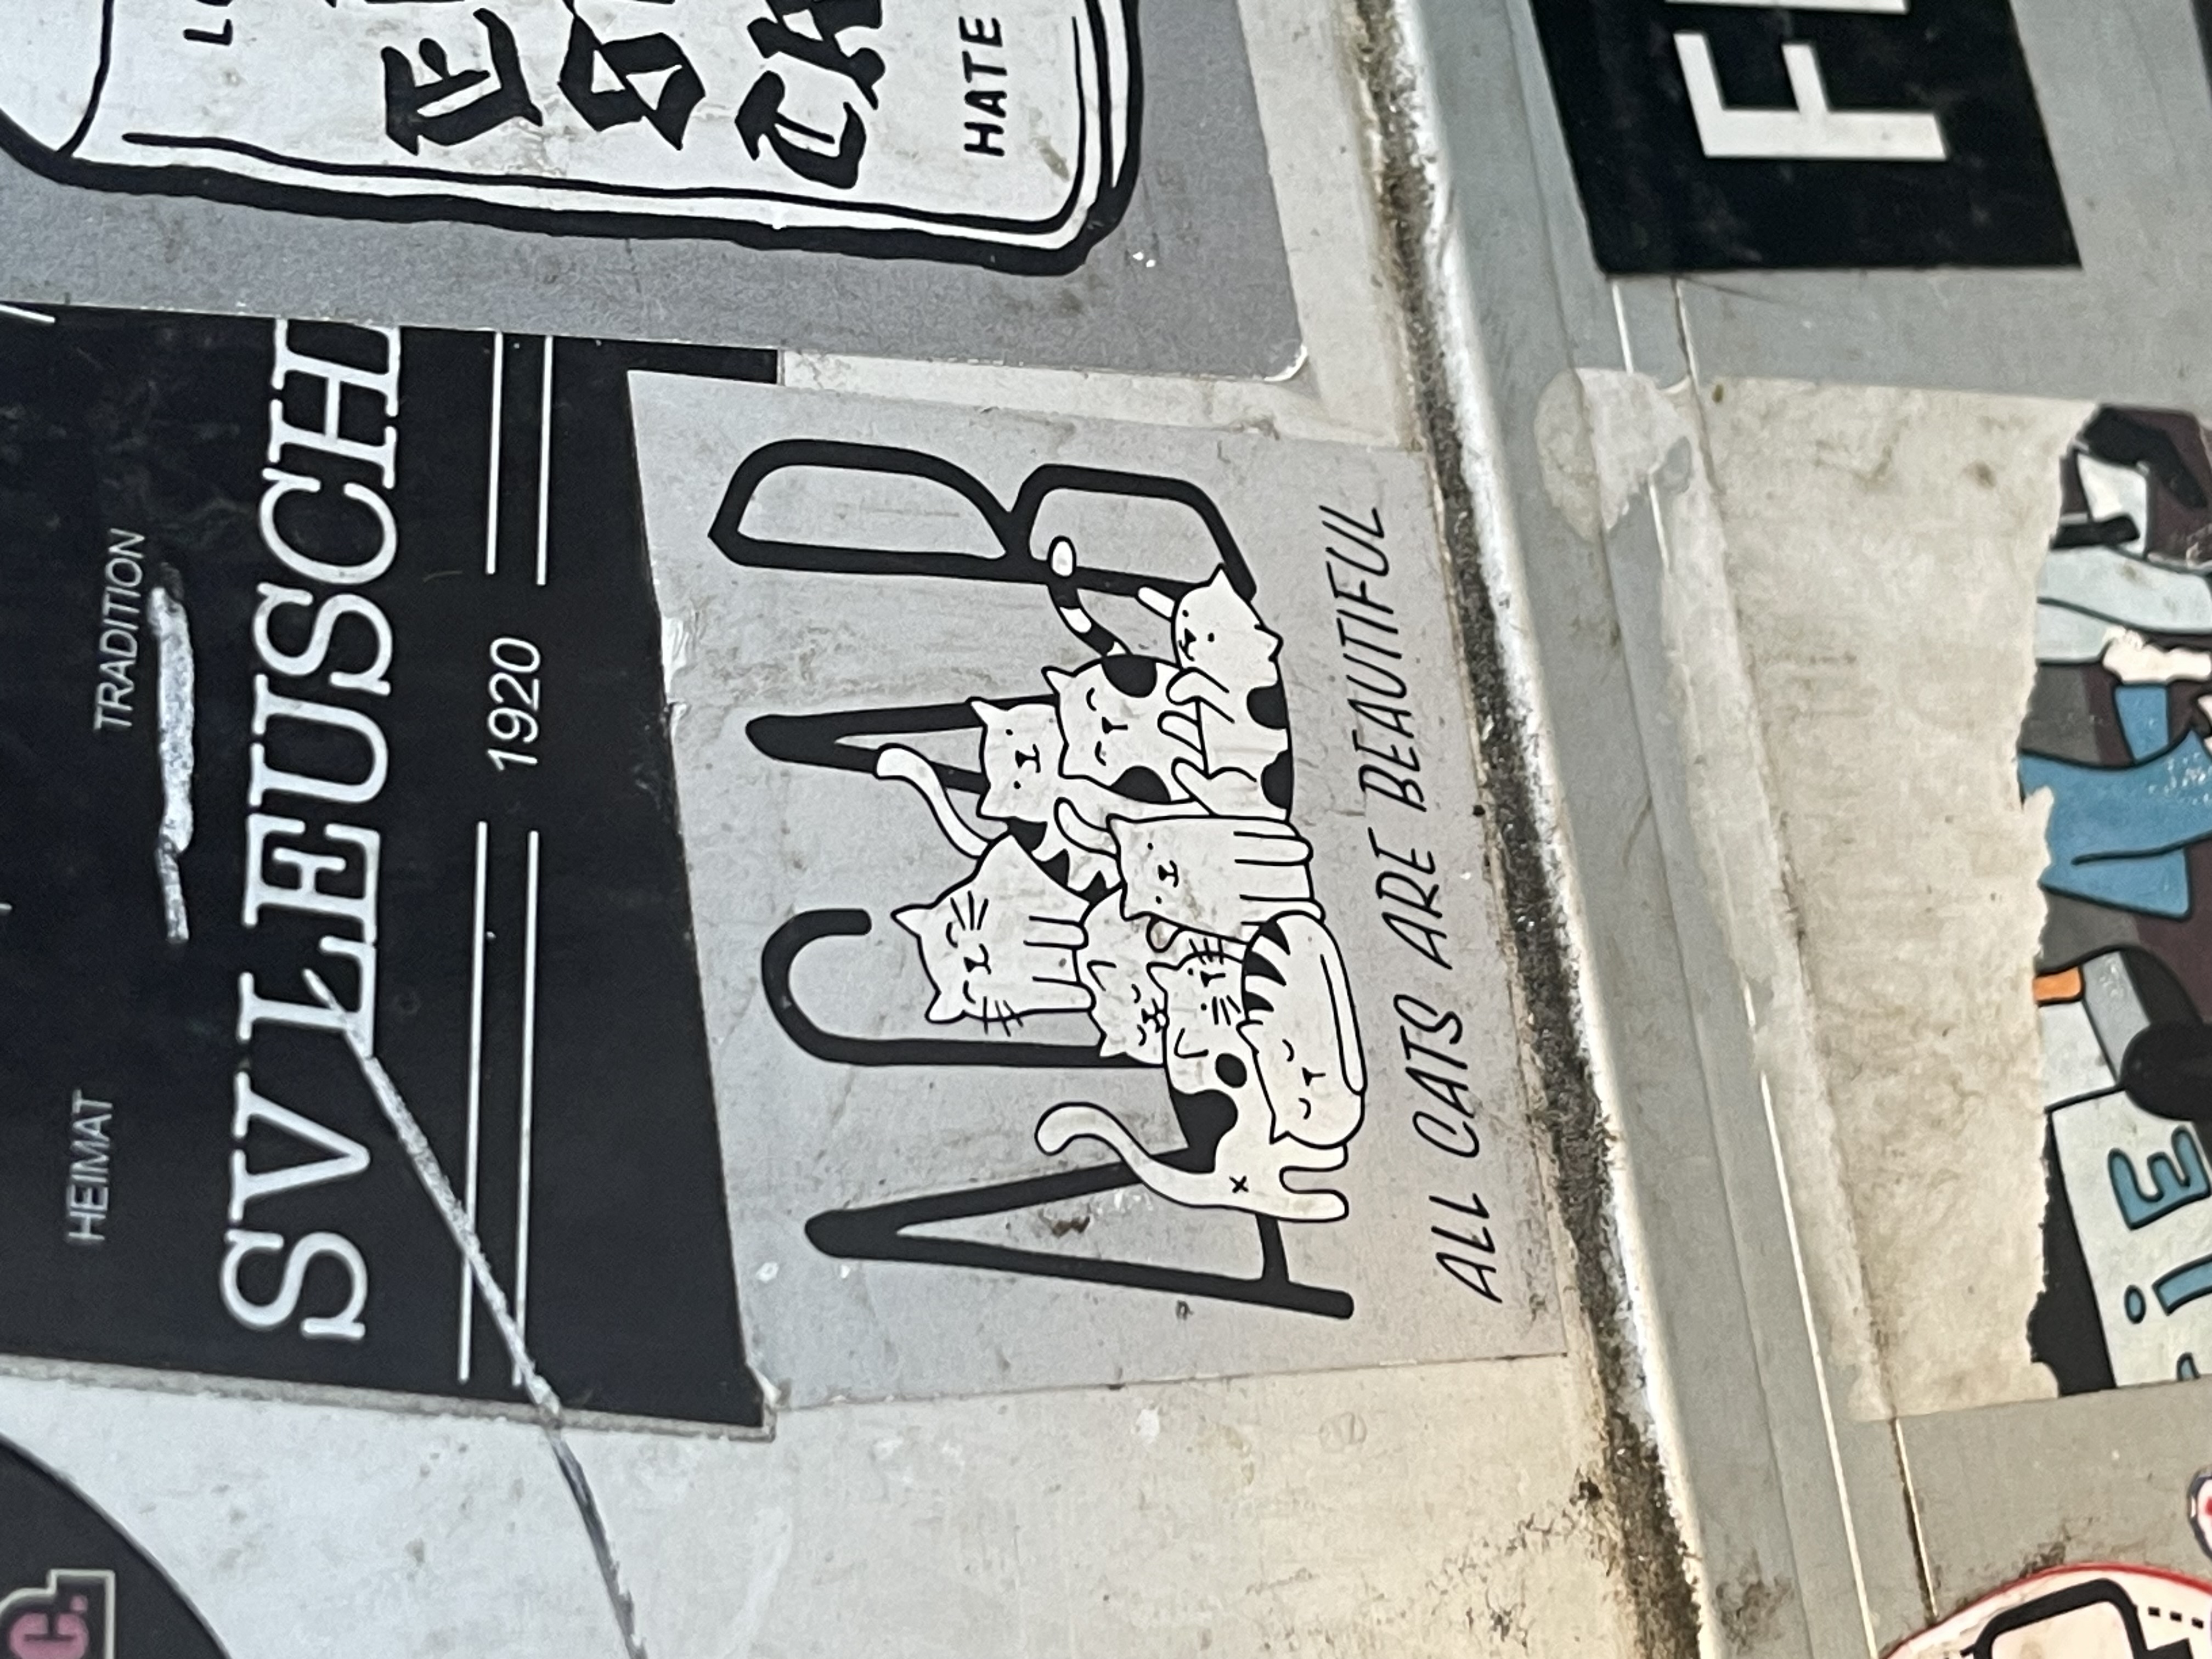 HATE
HEIMAT TRADITION
SV LEUSCH
1920
ACAB
ALL CATS ARE BEAUTIFUL
C.